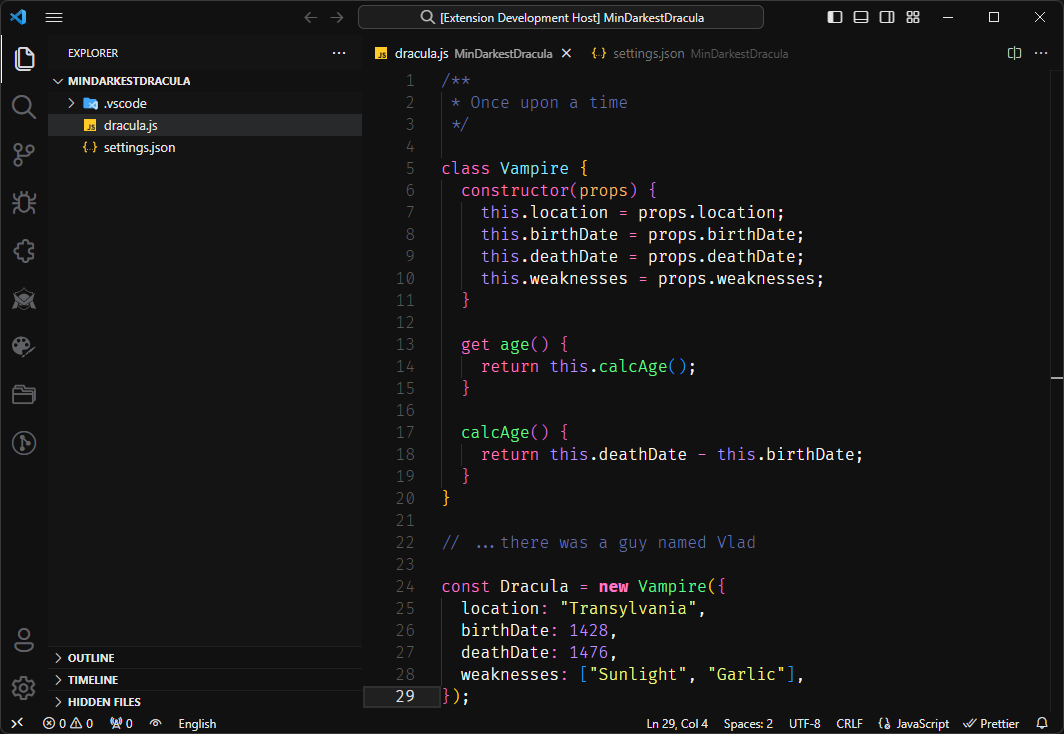 [Extension Development Host] MinDarkestDracula
EXPLORER
MINDARKESTDRACULA
.vscode
JS dracula.js
{..} settings.json
OUTLINE
TIMELINE
HIDDEN FILES
JS dracula.js MinDarkestDracula
{..} settings.json MinDarkestDracula
1 /**
2  * Once upon a time
3  */
4
5 class Vampire {
6   constructor(props) {
7     this.location = props.location;
8     this.birthDate = props.birthDate;
9     this.deathDate = props.deathDate;
10     this.weaknesses = props.weaknesses;
11   }
12
13   get age() {
14     return this.calcAge();
15   }
16
17   calcAge() {
18     return this.deathDate - this.birthDate;
19   }
20 }
21
22 // ...there was a guy named Vlad
23
24 const Dracula = new Vampire({
25   location: "Transylvania",
26   birthDate: 1428,
27   deathDate: 1476,
28   weaknesses: ["Sunlight", "Garlic"],
29 });
0 0 0 English Ln 29, Col 4 Spaces: 2 UTF-8 CRLF JavaScript Prettier